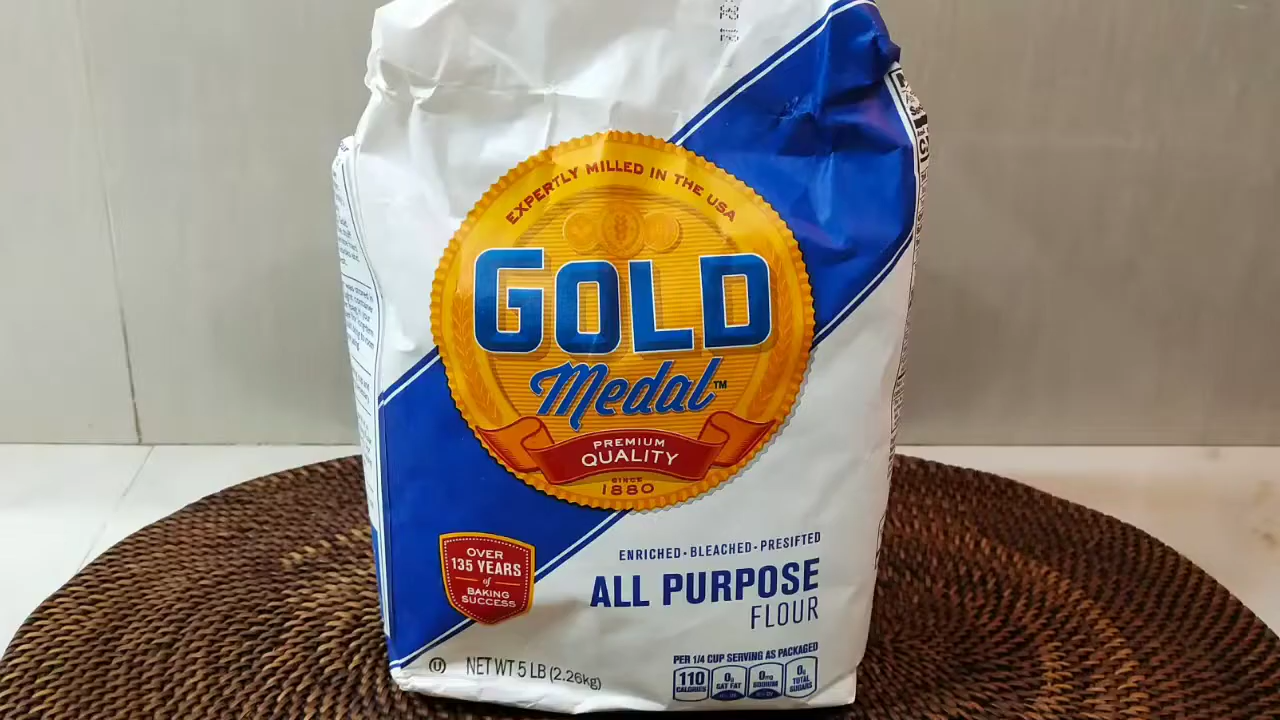 EXPERTLY MILLED IN THE USA
GOLD
Medal™
PREMIUM
QUALITY
SINCE
1880
OVER
135 YEARS
of
BAKING
SUCCESS
ENRICHED • BLEACHED • PRESIFTED
ALL PURPOSE
FLOUR
U NET WT 5 LB (2.26kg)
PER 1/4 CUP SERVING AS PACKAGED
110 0g 0mg 0g
CALORIES SAT FAT SODIUM TOTAL
SUGARS